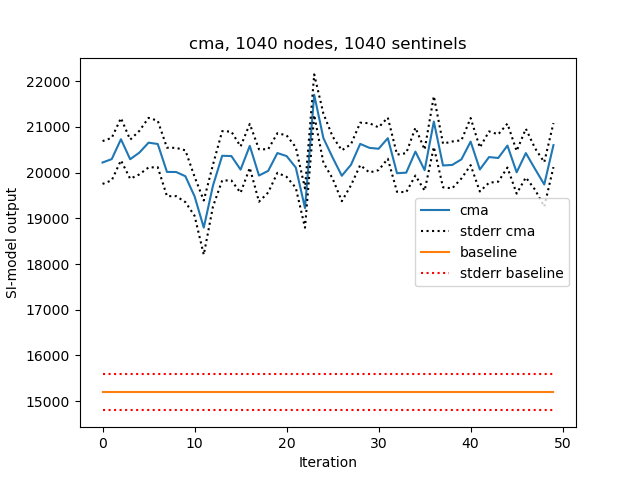 cma, 1040 nodes, 1040 sentinels
22000
21000
20000
19000
18000
17000
16000
15000
SI-model output
cma
stderr cma
baseline
stderr baseline
0
10
20
30
40
50
Iteration